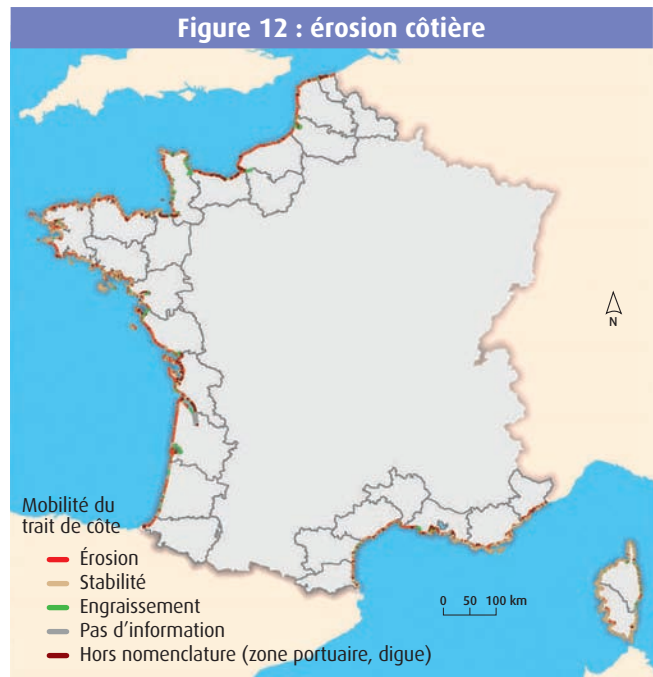 Figure 12 : érosion côtière
N
Mobilité du
trait de côte
Érosion
Stabilité
Engraissement
Pas d'information
Hors nomenclature (zone portuaire, digue)
0 50 100 km